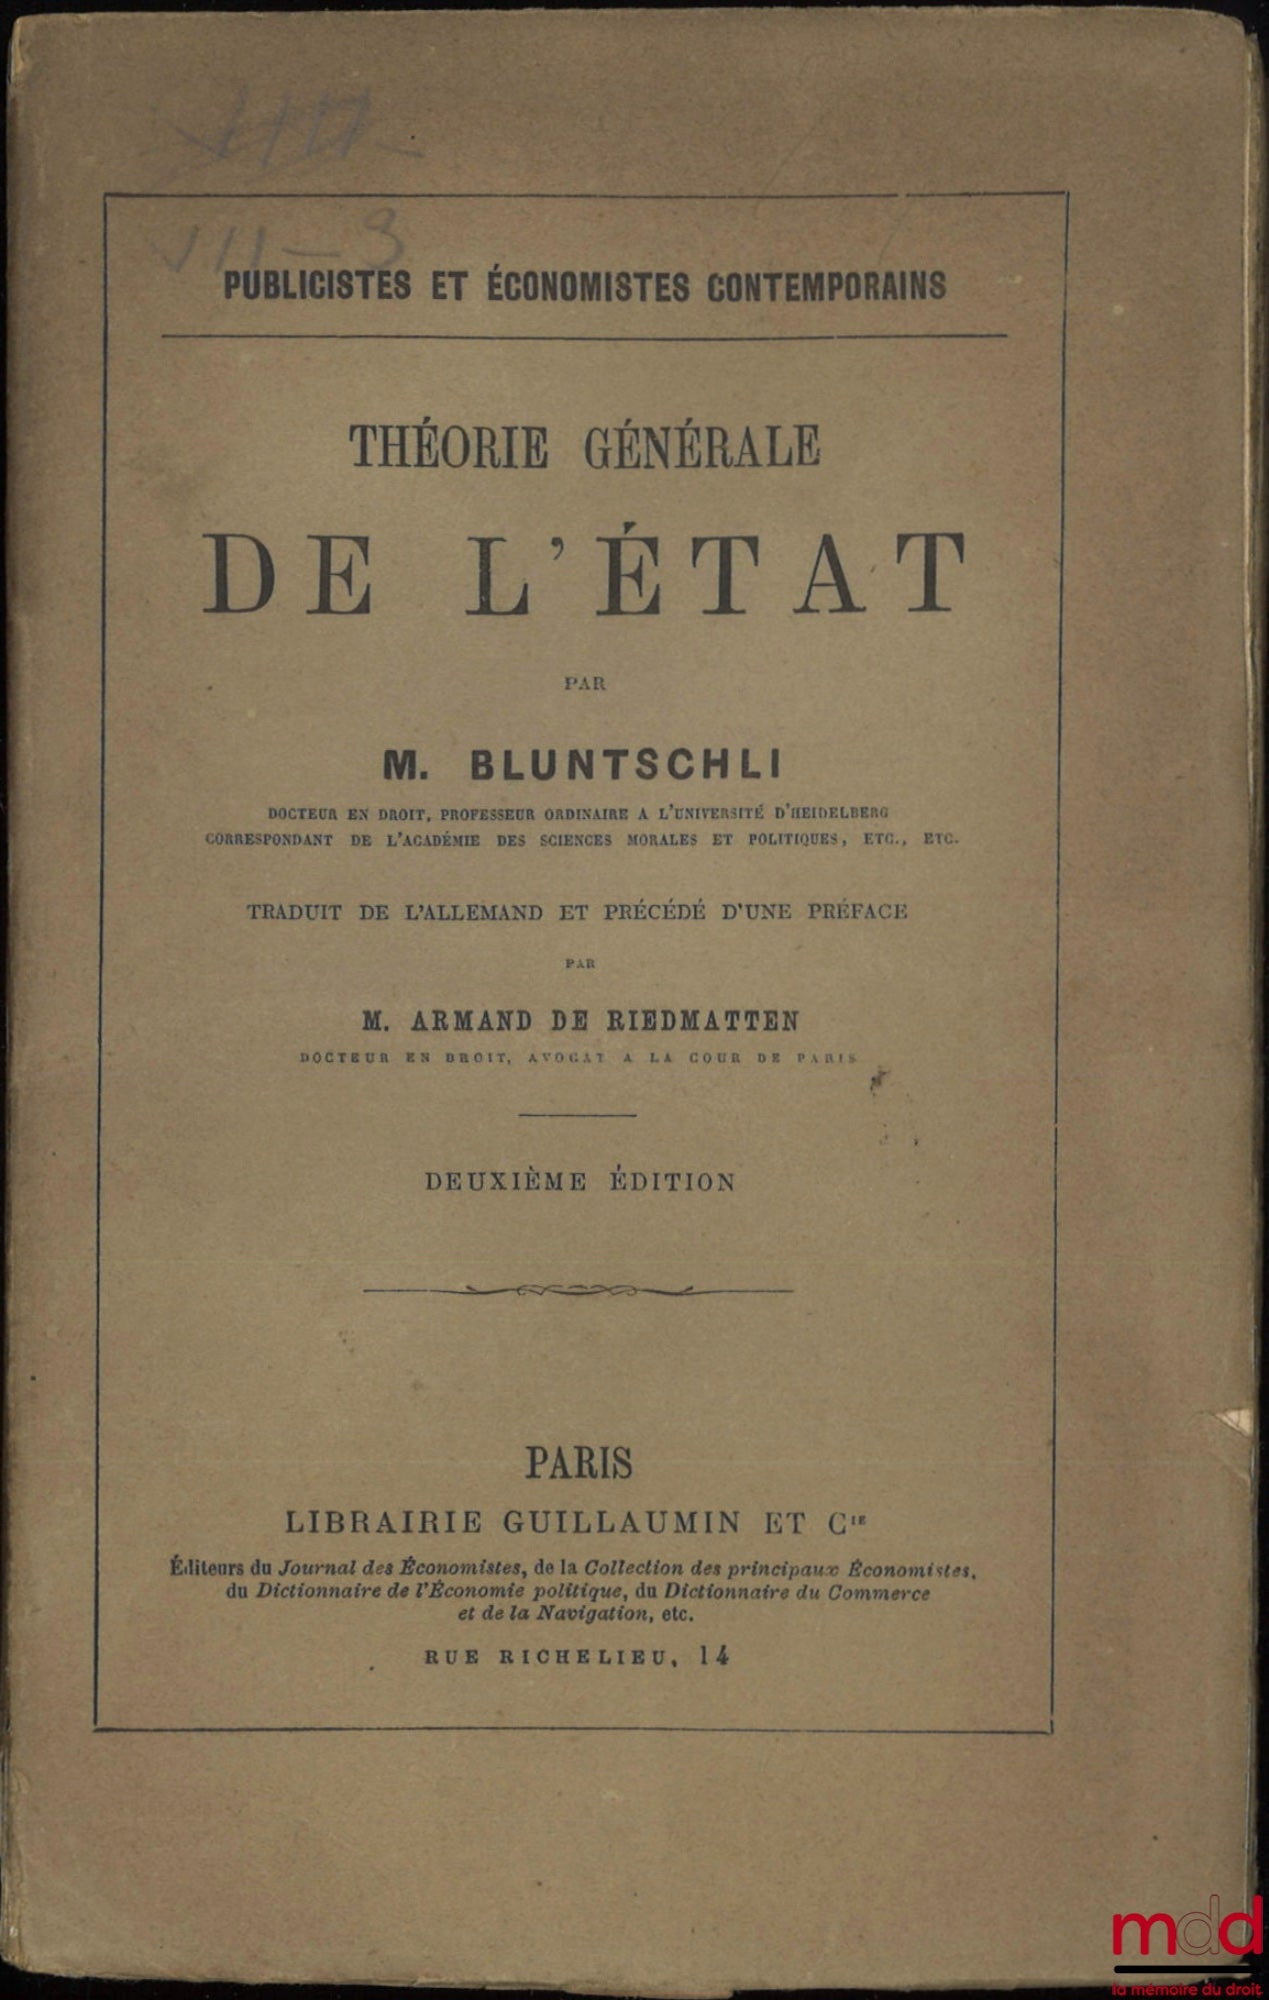 VII-3
PUBLICISTES ET ÉCONOMISTES CONTEMPORAINS
THÉORIE GÉNÉRALE
DE L'ÉTAT
PAR
M. BLUNTSCHLI
DOCTEUR EN DROIT, PROFESSEUR ORDINAIRE A L'UNIVERSITÉ D'HEIDELBERG
CORRESPONDANT DE L'ACADÉMIE DES SCIENCES MORALES ET POLITIQUES, ETC., ETC.
TRADUIT DE L'ALLEMAND ET PRÉCÉDÉ D'UNE PRÉFACE
PAR
M. ARMAND DE RIEDMATTEN
DOCTEUR EN DROIT, AVOCAT A LA COUR DE PARIS
DEUXIÈME ÉDITION
PARIS
LIBRAIRIE GUILLAUMIN ET CIE
Éditeurs du Journal des Économistes, de la Collection des principaux Économistes,
du Dictionnaire de l'Économie politique, du Dictionnaire du Commerce
et de la Navigation, etc.
RUE RICHELIEU, 14
mdd
la mémoire du droit